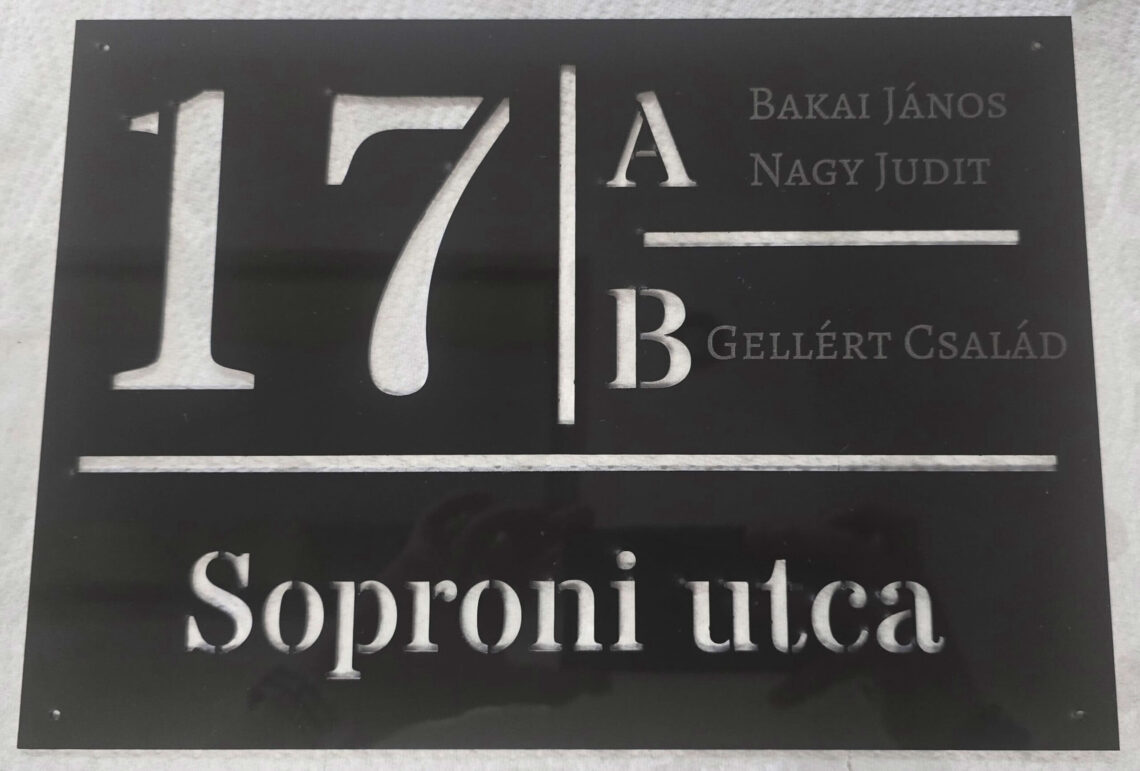 17
A
Bakai János
Nagy Judit
B
Gellért Család
Soproni utca